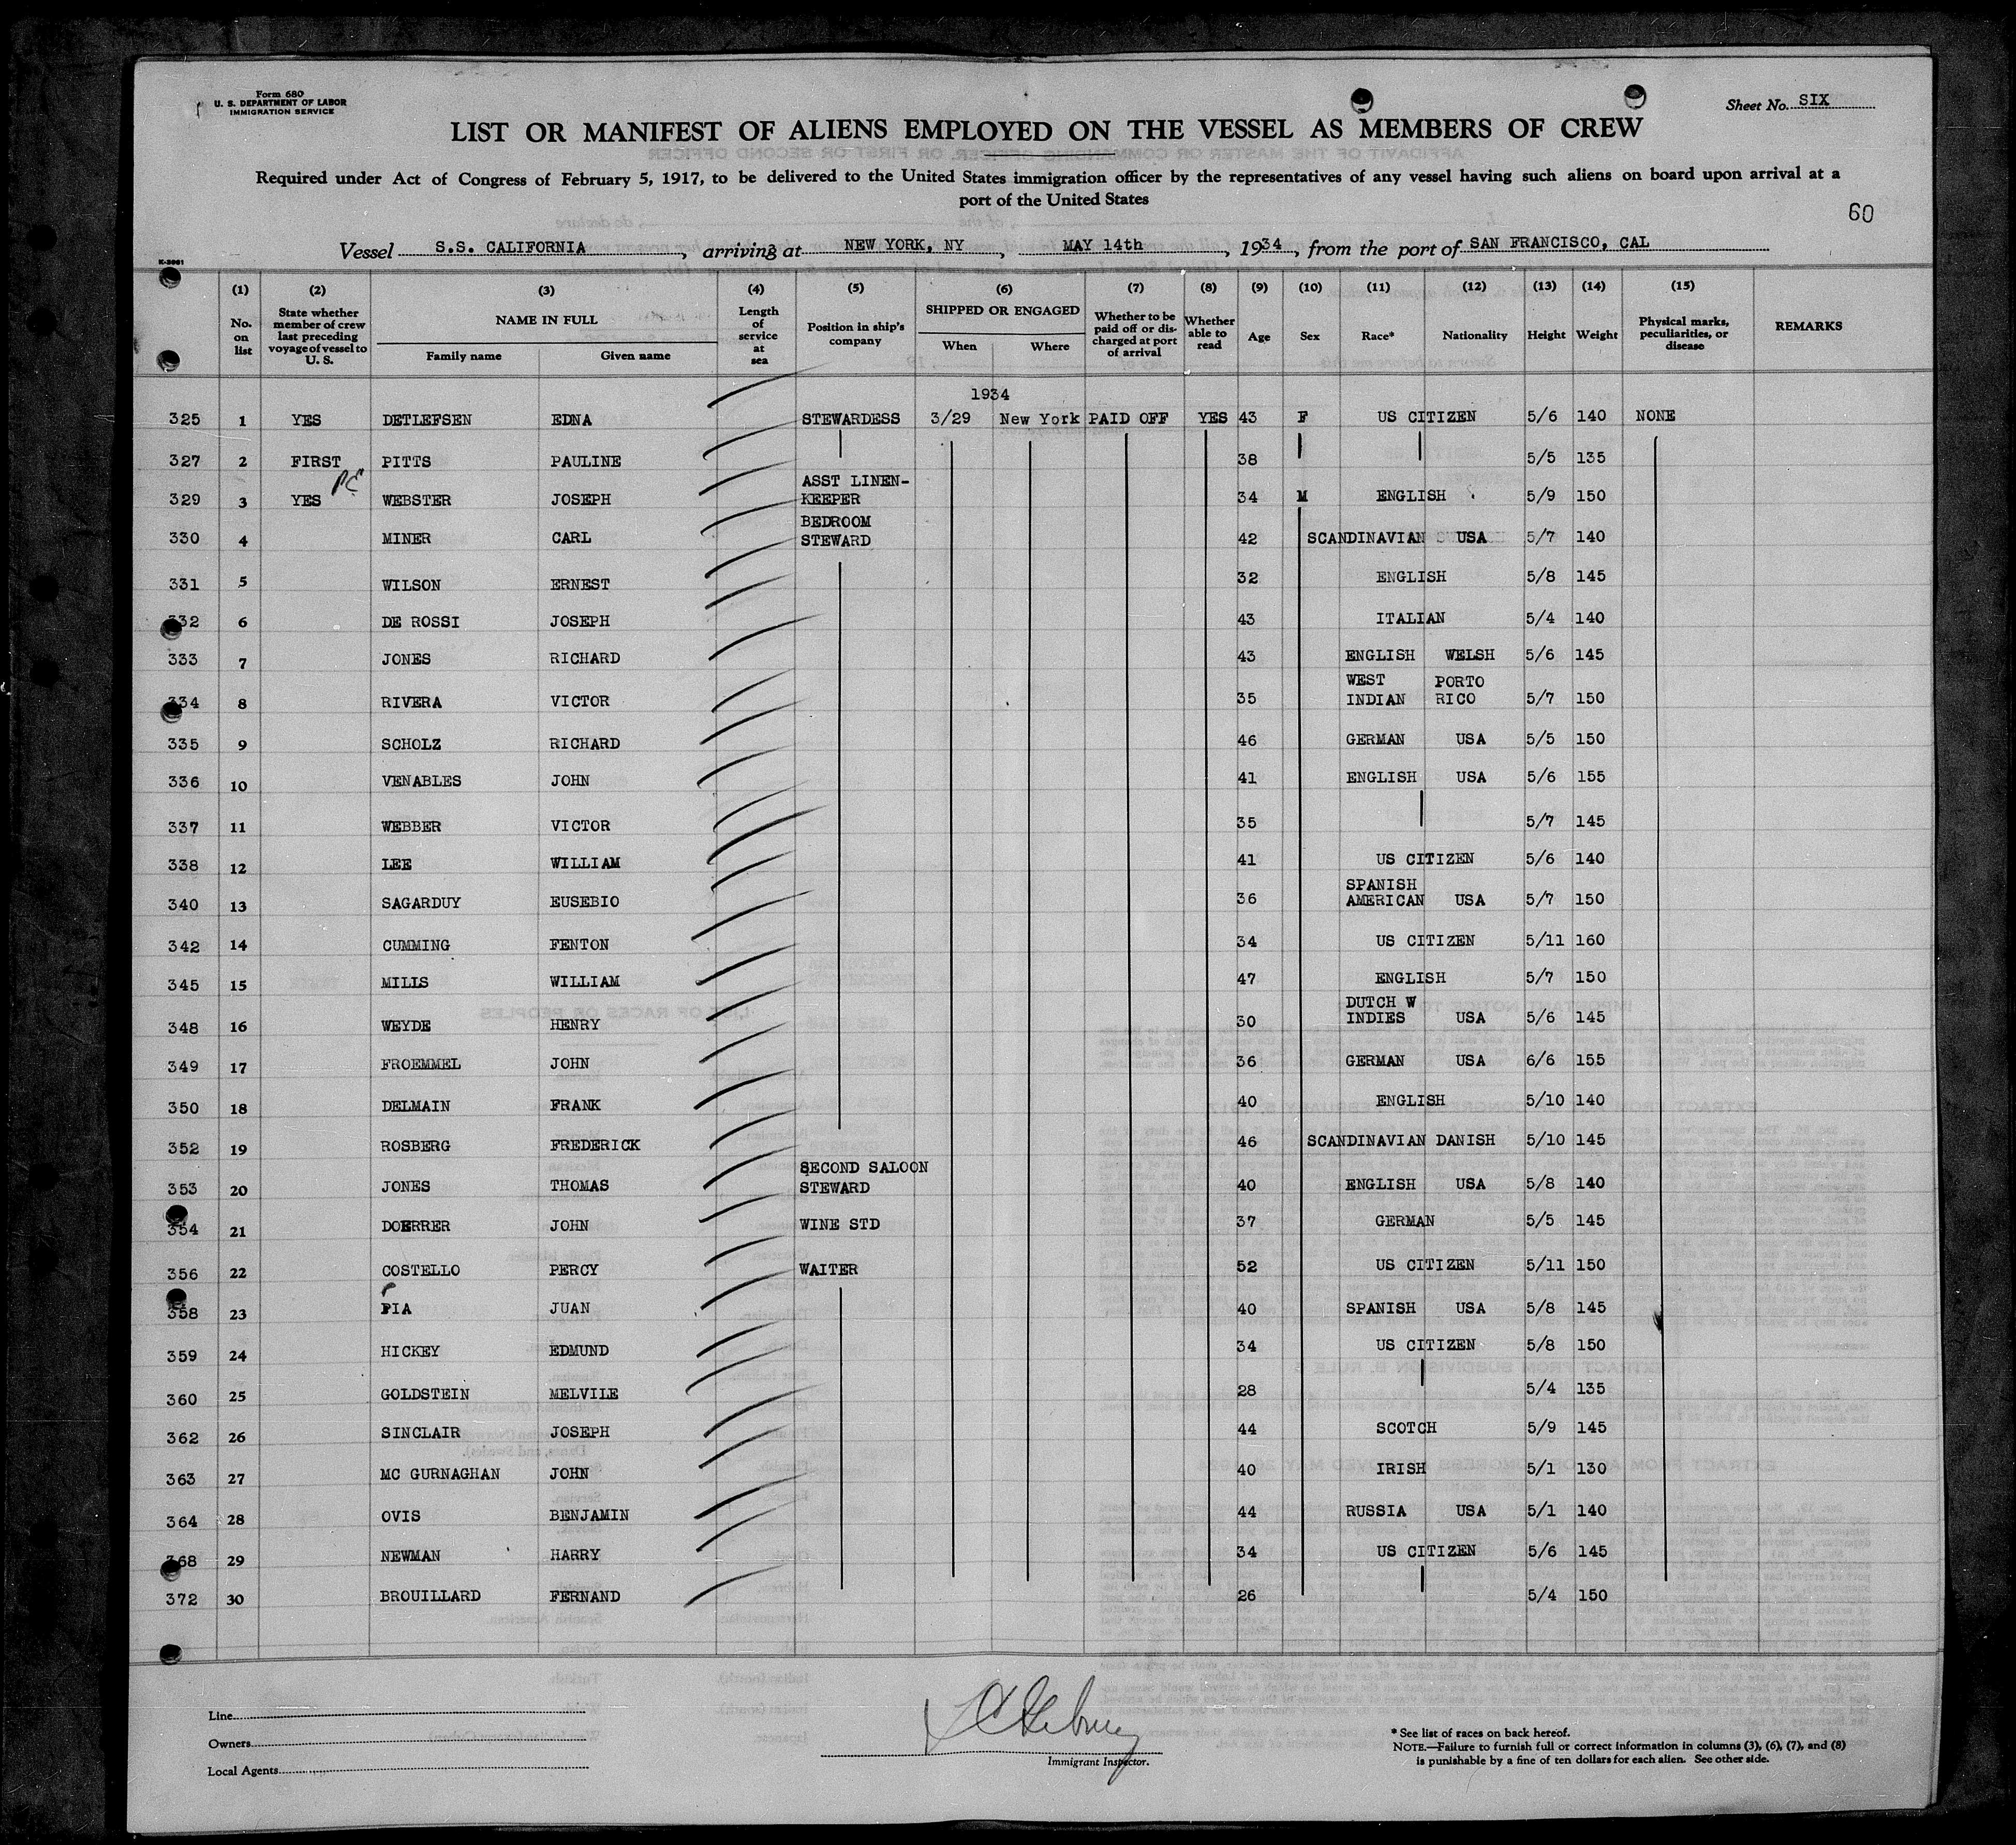 Form 680
U. S. DEPARTMENT OF LABOR
IMMIGRATION SERVICE
Sheet No. SIX
LIST OR MANIFEST OF ALIENS EMPLOYED ON THE VESSEL AS MEMBERS OF CREW
Required under Act of Congress of February 5, 1917, to be delivered to the United States immigration officer by the representatives of any vessel having such aliens on board upon arrival at a
port of the United States
60
Vessel S.S. CALIFORNIA, arriving at NEW YORK, NY, MAY 14th, 1934, from the port of SAN FRANCISCO, CAL
K-3061
(1) (2) (3) (4) (5) (6) (7) (8) (9) (10) (11) (12) (13) (14) (15)
No. on list
State whether member of crew last preceding voyage of vessel to U. S.
NAME IN FULL
Family name Given name
Length of service at sea
Position in ship's company
SHIPPED OR ENGAGED
When Where
Whether to be paid off or discharged at port of arrival
Whether able to read
Age
Sex
Race*
Nationality
Height
Weight
Physical marks, peculiarities, or disease
REMARKS
1934
325 1 YES DETLEFSEN EDNA STEWARDESS 3/29 New York PAID OFF YES 43 F US CITIZEN 5/6 140 NONE
327 2 FIRST PITTS PAULINE 38 5/5 135
329 3 YES WEBSTER JOSEPH ASST LINEN-KEEPER 34 M ENGLISH 5/9 150
330 4 MINER CARL BEDROOM STEWARD 42 SCANDINAVIAN USA 5/7 140
331 5 WILSON ERNEST 32 ENGLISH 5/8 145
332 6 DE ROSSI JOSEPH 43 ITALIAN 5/4 140
333 7 JONES RICHARD 43 ENGLISH WELSH 5/6 145
334 8 RIVERA VICTOR 35 WEST INDIAN PORTO RICO 5/7 150
335 9 SCHOLZ RICHARD 46 GERMAN USA 5/5 150
336 10 VENABLES JOHN 41 ENGLISH USA 5/6 155
337 11 WEBBER VICTOR 35 5/7 145
338 12 LEE WILLIAM 41 US CITIZEN 5/6 140
340 13 SAGARDUY EUSEBIO 36 SPANISH AMERICAN USA 5/7 150
342 14 CUMMING FENTON 34 US CITIZEN 5/11 160
345 15 MILLS WILLIAM 47 ENGLISH 5/7 150
348 16 WEYDE HENRY 30 DUTCH W INDIES USA 5/6 145
349 17 FROEMMEL JOHN 36 GERMAN USA 6/6 155
350 18 DELMAIN FRANK 40 ENGLISH 5/10 140
352 19 ROSBERG FREDERICK 46 SCANDINAVIAN DANISH 5/10 145
353 20 JONES THOMAS SECOND SALOON STEWARD 40 ENGLISH USA 5/8 140
354 21 DOERRER JOHN WINE STD 37 GERMAN 5/5 145
356 22 COSTELLO PERCY WAITER 52 US CITIZEN 5/11 150
358 23 PIA JUAN 40 SPANISH USA 5/8 145
359 24 HICKEY EDMUND 34 US CITIZEN 5/8 150
360 25 GOLDSTEIN MELVILE 28 5/4 135
362 26 SINCLAIR JOSEPH 44 SCOTCH 5/9 145
363 27 MC GURNAGHAN JOHN 40 IRISH 5/1 130
364 28 OVIS BENJAMIN 44 RUSSIA USA 5/1 140
368 29 NEWMAN HARRY 34 US CITIZEN 5/6 145
372 30 BROUILLARD FERNAND 26 5/4 150
Line
Owners
Local Agents
Immigrant Inspector.
* See list of races on back hereof.
NOTE.—Failure to furnish full or correct information in columns (3), (6), (7), and (8)
is punishable by a fine of ten dollars for each alien. See other side.